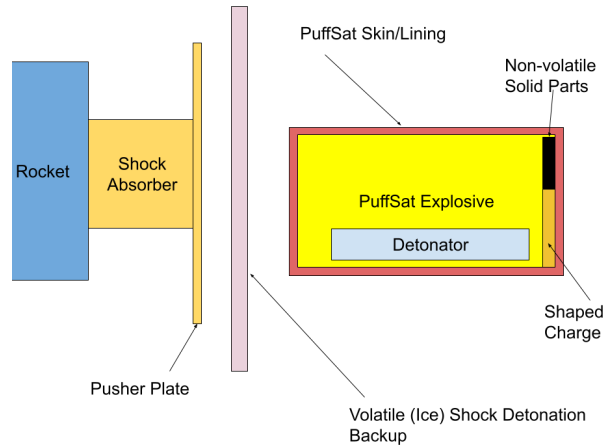 PuffSat Skin/Lining
Non-volatile
Solid Parts
Rocket
Shock
Absorber
PuffSat Explosive
Detonator
Shaped
Charge
Pusher Plate
Volatile (Ice) Shock Detonation
Backup